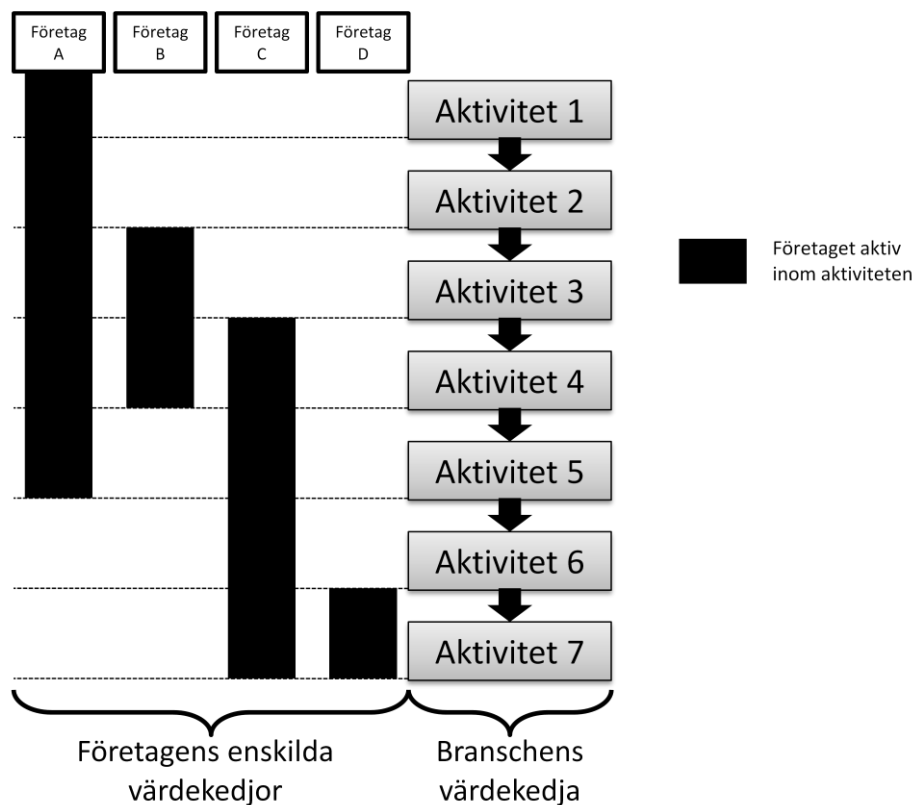 Företag
A
Företag
B
Företag
C
Företag
D
Aktivitet 1
Aktivitet 2
Aktivitet 3
Aktivitet 4
Aktivitet 5
Aktivitet 6
Aktivitet 7
Företaget aktiv
inom aktiviteten
Företagens enskilda
värdekedjor
Branschens
värdekedja